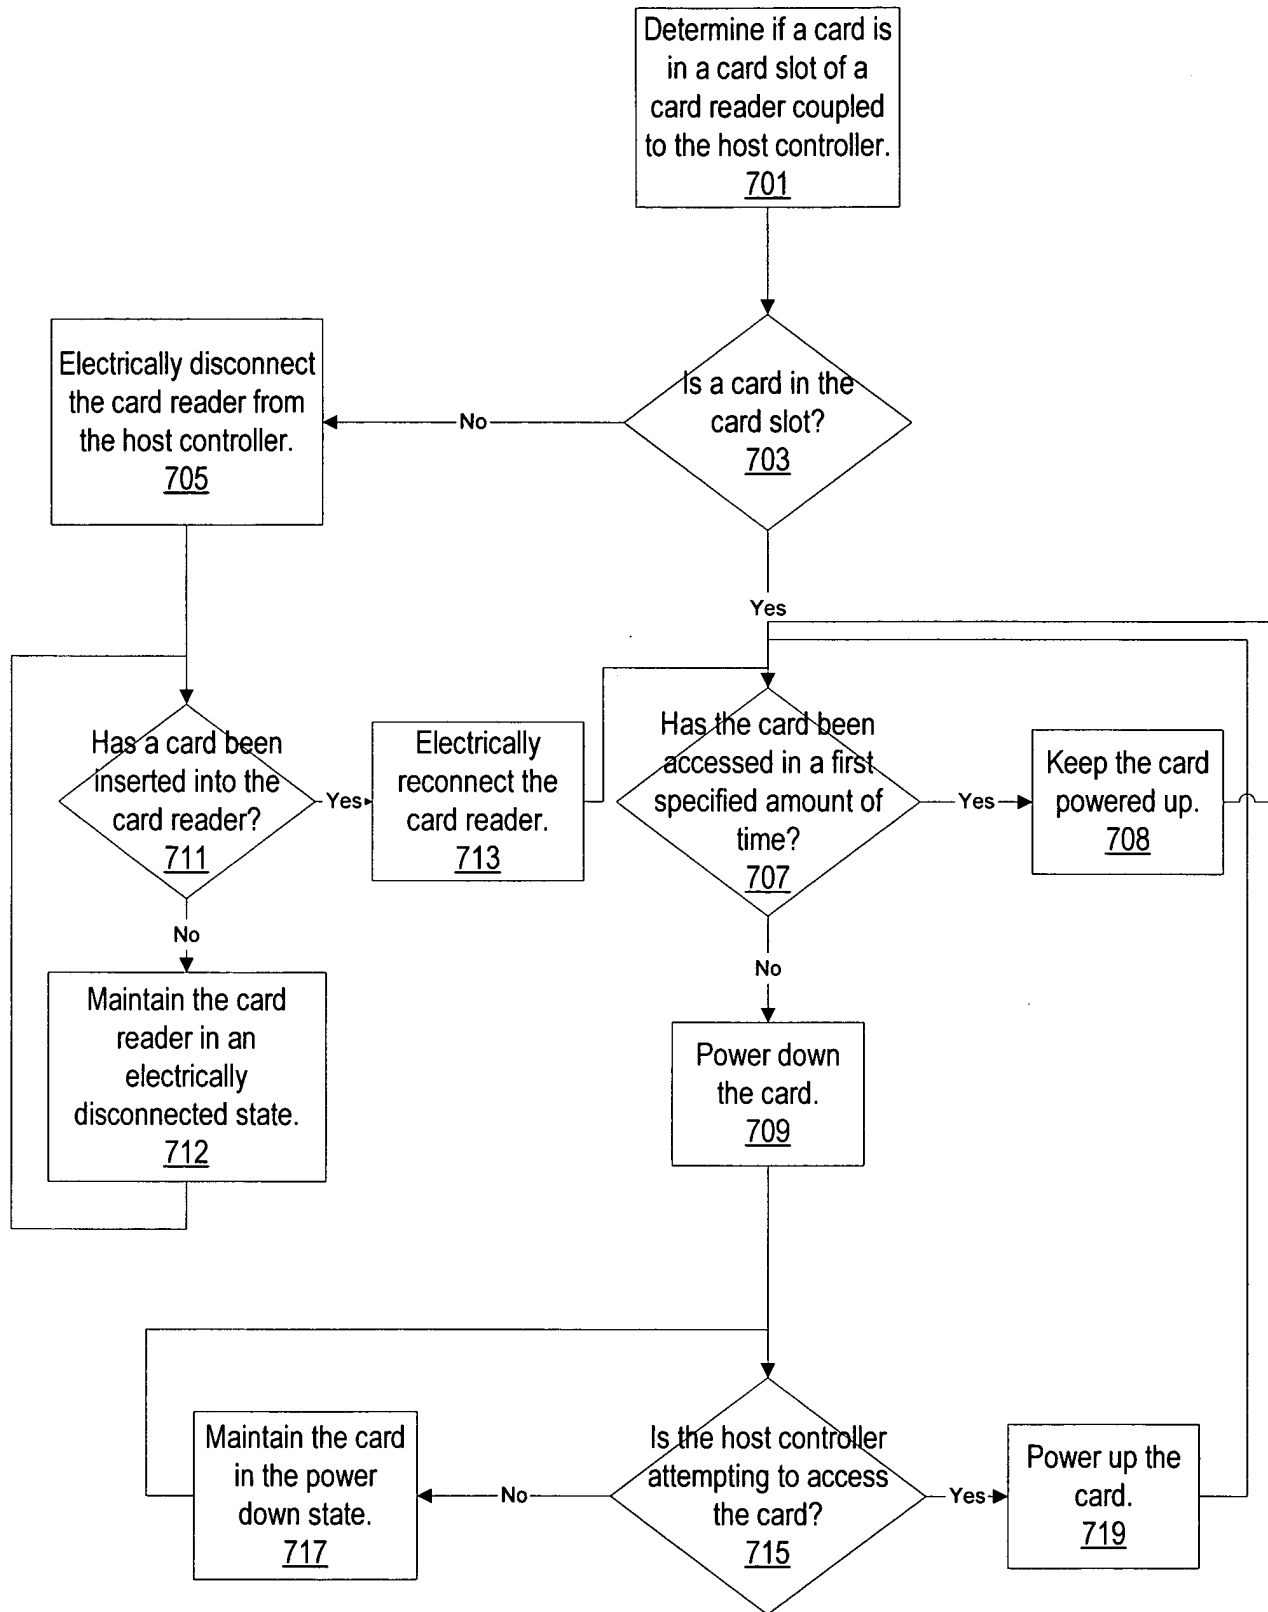 Determine if a card is
in a card slot of a
card reader coupled
to the host controller.
701
Is a card in the
card slot?
703
No
Electrically disconnect
the card reader from
the host controller.
705
Yes
Has a card been
inserted into the
card reader?
711
Yes
Electrically
reconnect the
card reader.
713
Has the card been
accessed in a first
specified amount of
time?
707
Yes
Keep the card
powered up.
708
No
Maintain the card
reader in an
electrically
disconnected state.
712
No
Power down
the card.
709
Maintain the card
in the power
down state.
717
No
Is the host controller
attempting to access
the card?
715
Yes
Power up the
card.
719